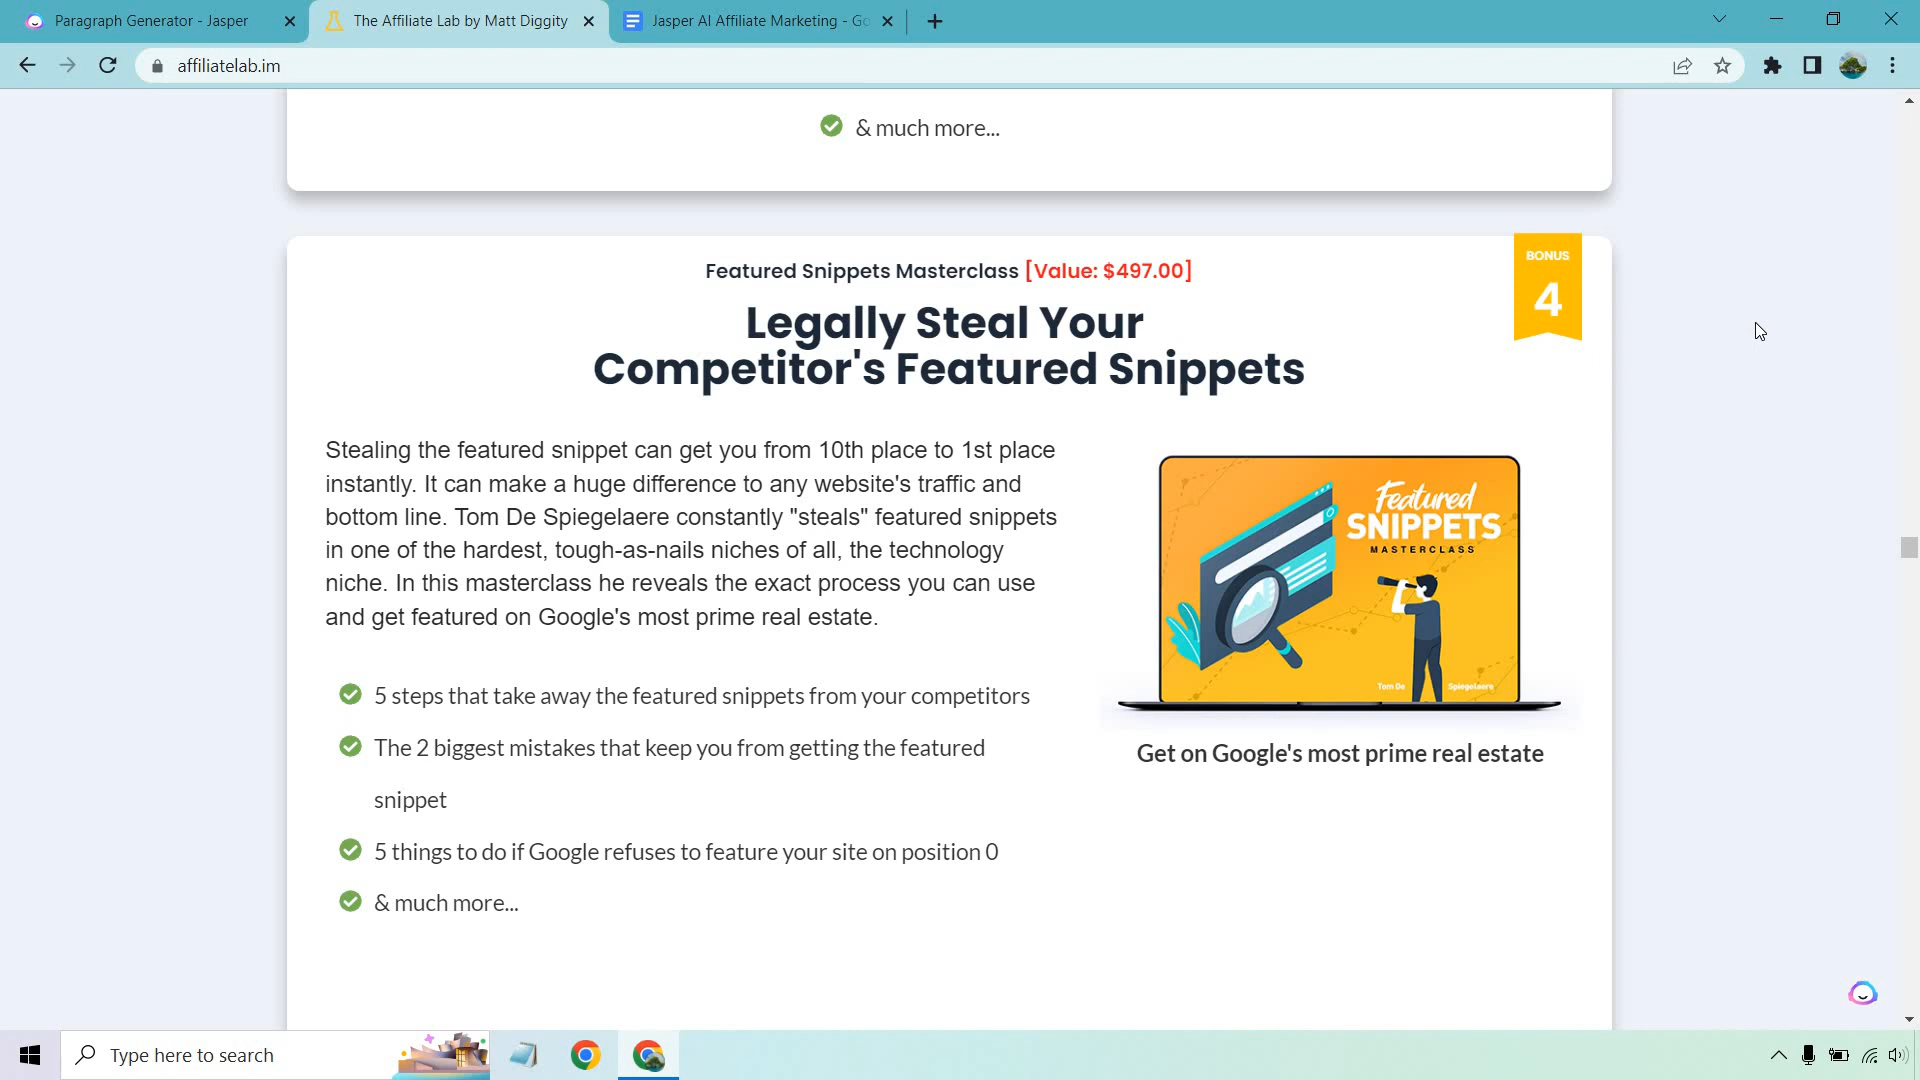 Paragraph Generator - Jasper
The Affiliate Lab by Matt Diggity
Jasper AI Affiliate Marketing - Go
affiliatelab.im
& much more...
Featured Snippets Masterclass [Value: $497.00]
BONUS
4
Legally Steal Your
Competitor's Featured Snippets
Stealing the featured snippet can get you from 10th place to 1st place
instantly. It can make a huge difference to any website's traffic and
bottom line. Tom De Spiegelaere constantly "steals" featured snippets
in one of the hardest, tough-as-nails niches of all, the technology
niche. In this masterclass he reveals the exact process you can use
and get featured on Google's most prime real estate.
Featured
SNIPPETS
MASTERCLASS
Tom De Spiegelaere
Get on Google's most prime real estate
5 steps that take away the featured snippets from your competitors
The 2 biggest mistakes that keep you from getting the featured
snippet
5 things to do if Google refuses to feature your site on position 0
& much more...
Type here to search